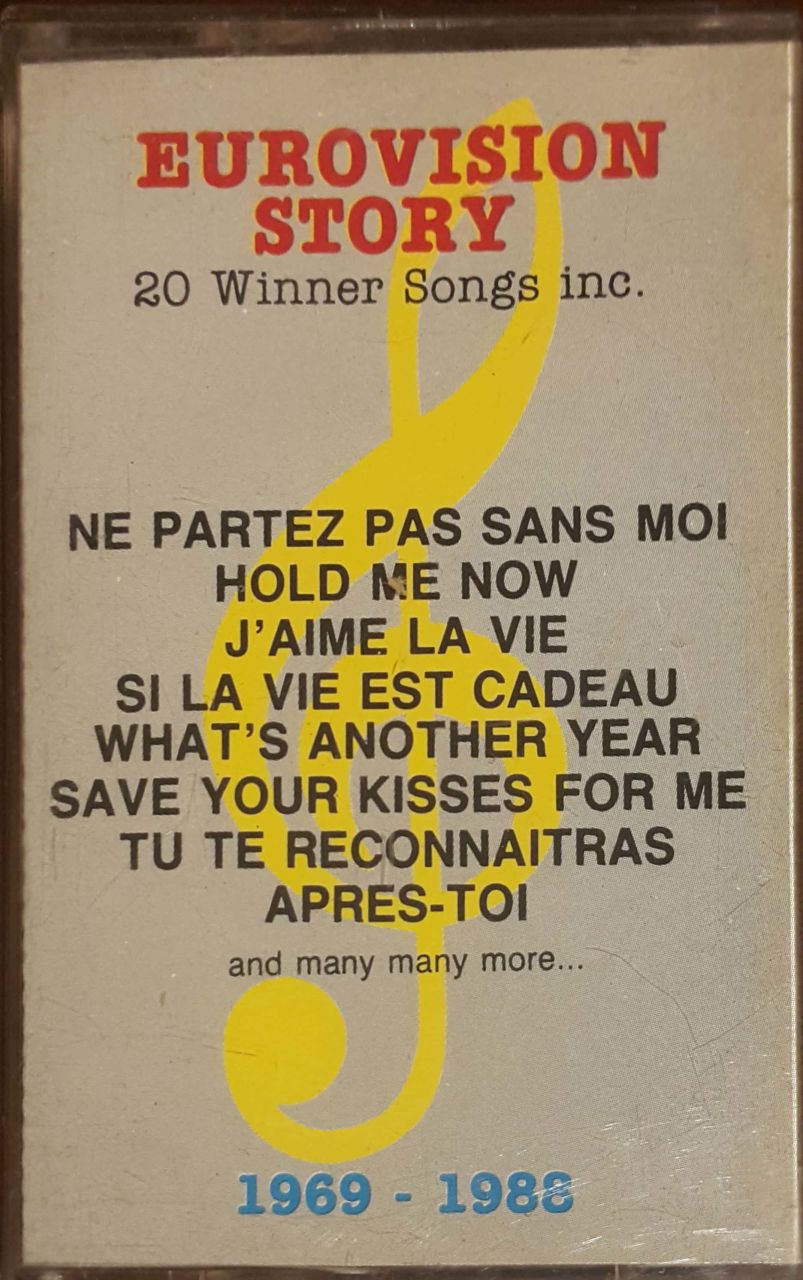 EUROVISION
STORY
20 Winner Songs inc.
NE PARTEZ PAS SANS MOI
HOLD ME NOW
J'AIME LA VIE
SI LA VIE EST CADEAU
WHAT'S ANOTHER YEAR
SAVE YOUR KISSES FOR ME
TU TE RECONNAITRAS
APRES-TOI
and many many more...
1969 - 1988